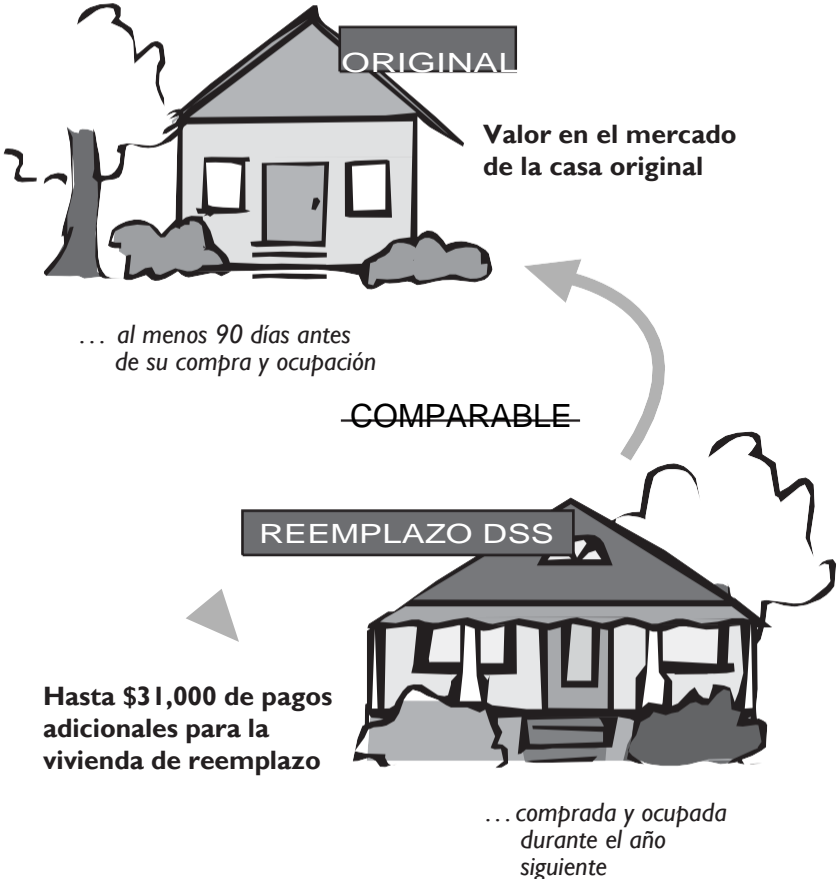 ORIGINAL
Valor en el mercado
de la casa original
… al menos 90 días antes
de su compra y ocupación
COMPARABLE
REEMPLAZO DSS
Hasta $31,000 de pagos
adicionales para la
vivienda de reemplazo
…comprada y ocupada
durante el año
siguiente